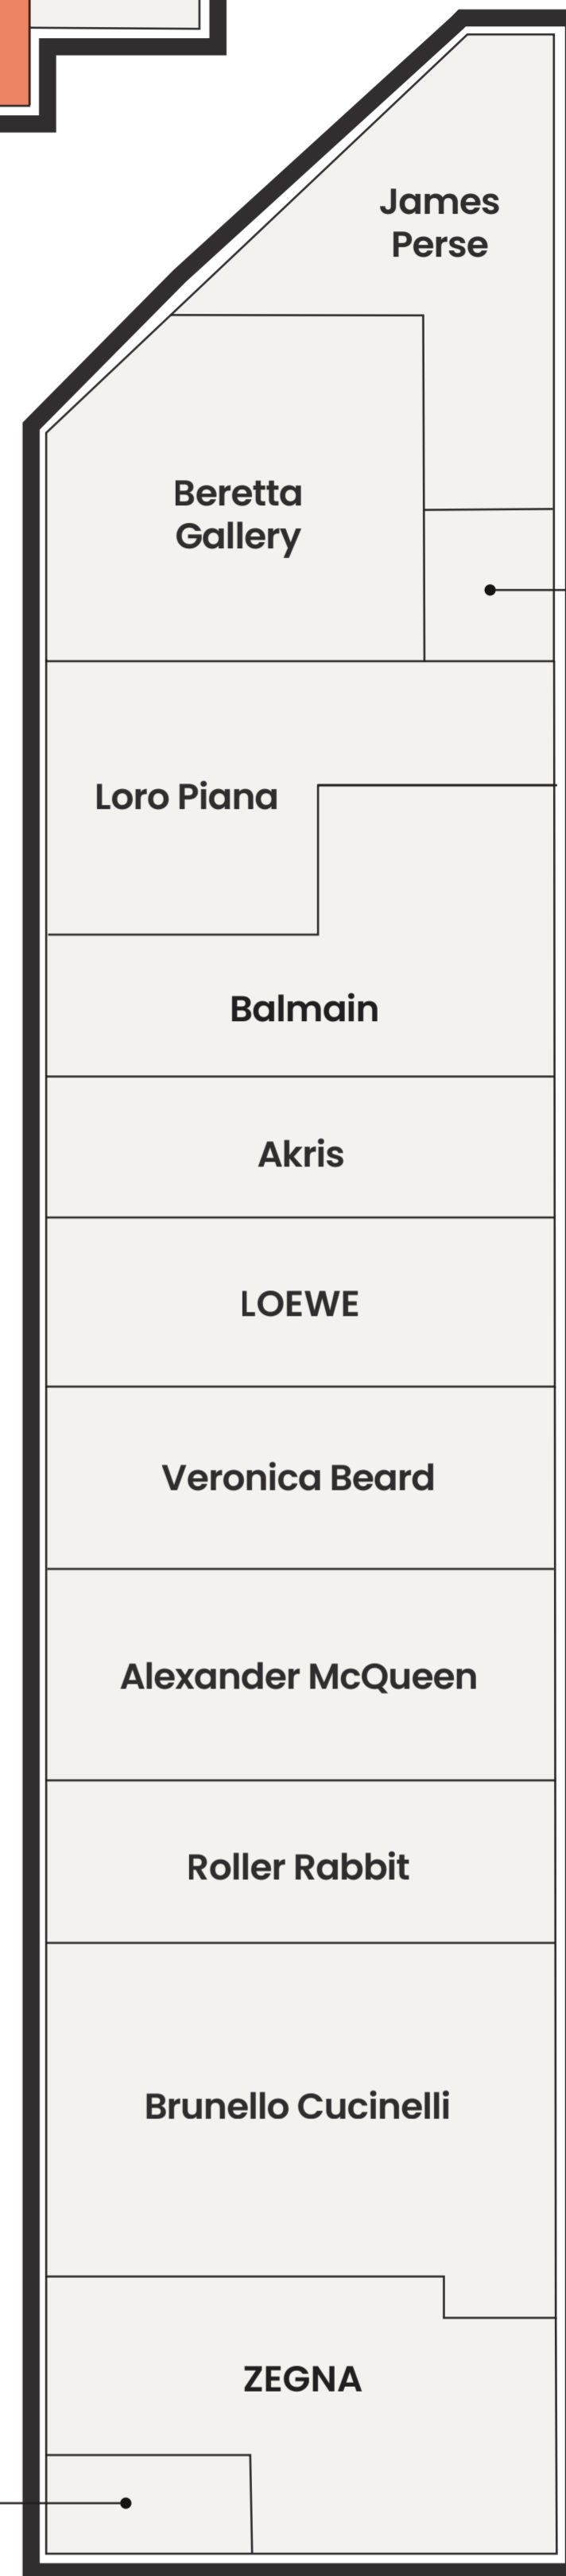 James
Perse
Beretta
Gallery
Loro Piana
Balmain
Akris
LOEWE
Veronica Beard
Alexander McQueen
Roller Rabbit
Brunello Cucinelli
ZEGNA